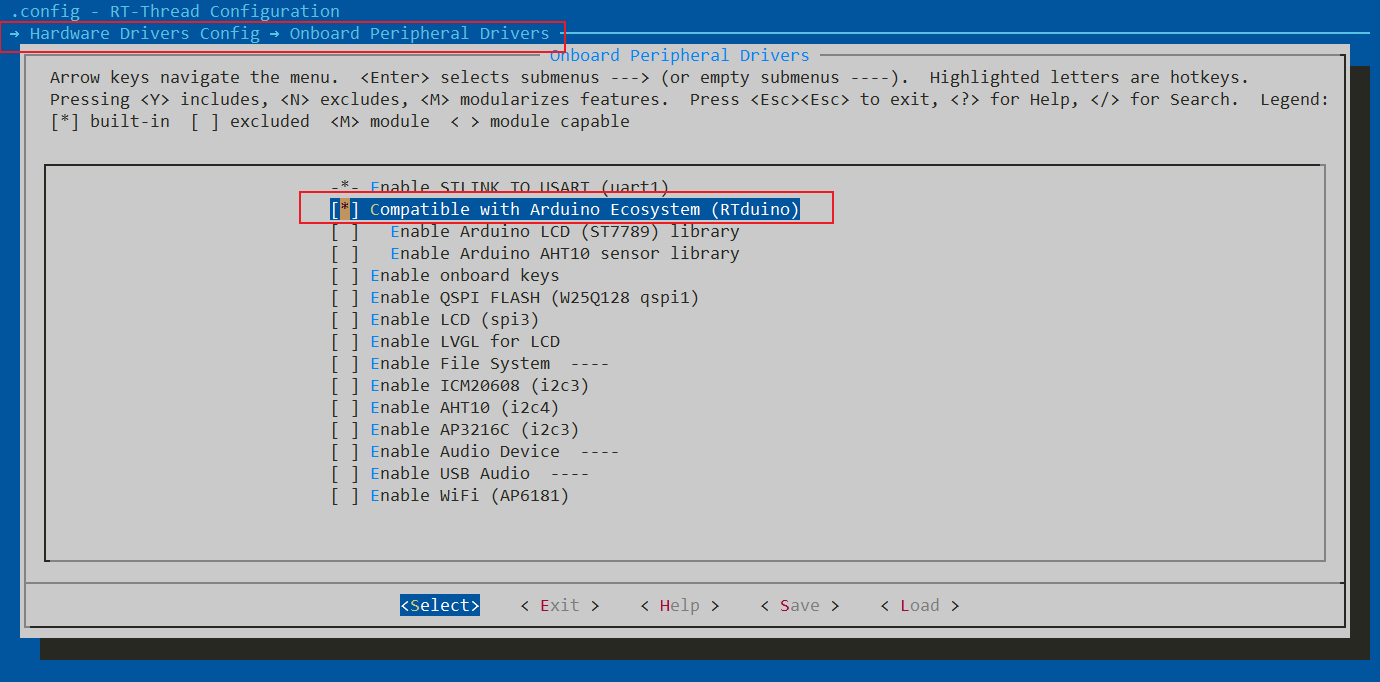 .config - RT-Thread Configuration
→ Hardware Drivers Config → Onboard Peripheral Drivers
Onboard Peripheral Drivers
Arrow keys navigate the menu.  <Enter> selects submenus ---> (or empty submenus ----).  Highlighted letters are hotkeys.
Pressing <Y> includes, <N> excludes, <M> modularizes features.  Press <Esc><Esc> to exit, <?> for Help, </> for Search.  Legend:
[*] built-in  [ ] excluded  <M> module  < > module capable
-*- Enable STLINK TO USART (uart1)
[*] Compatible with Arduino Ecosystem (RTduino)
[ ]   Enable Arduino LCD (ST7789) library
[ ]   Enable Arduino AHT10 sensor library
[ ] Enable onboard keys
[ ] Enable QSPI FLASH (W25Q128 qspi1)
[ ] Enable LCD (spi3)
[ ] Enable LVGL for LCD
[ ] Enable File System  ----
[ ] Enable ICM20608 (i2c3)
[ ] Enable AHT10 (i2c4)
[ ] Enable AP3216C (i2c3)
[ ] Enable Audio Device  ----
[ ] Enable USB Audio  ----
[ ] Enable WiFi (AP6181)
<Select>    < Exit >    < Help >    < Save >    < Load >